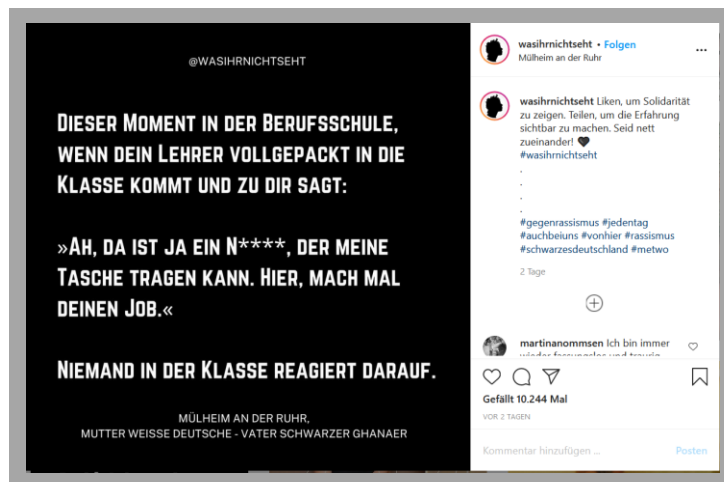 @WASIHRNICHTSEHT
DIESER MOMENT IN DER BERUFSSCHULE,
WENN DEIN LEHRER VOLLGEPACKT IN DIE
KLASSE KOMMT UND ZU DIR SAGT:
»AH, DA IST JA EIN N****, DER MEINE
TASCHE TRAGEN KANN. HIER, MACH MAL
DEINEN JOB.«
NIEMAND IN DER KLASSE REAGIERT DARAUF.
MÜLHEIM AN DER RUHR,
MUTTER WEISSE DEUTSCHE - VATER SCHWARZER GHANAER
wasihrnichtseht • Folgen
Mülheim an der Ruhr
wasihrnichtseht Liken, um Solidarität
zu zeigen. Teilen, um die Erfahrung
sichtbar zu machen. Seid nett
zueinander! 🖤
#wasihrnichtseht
.
.
.
.
#gegenrassismus #jedentag
#auchbeiuns #vonhier #rassismus
#schwarzesdeutschland #metwo
2 Tage
martinanommsen Ich bin immer
wieder fassungslos und traurig
Gefällt 10.244 Mal
VOR 2 TAGEN
Kommentar hinzufügen ...
Posten